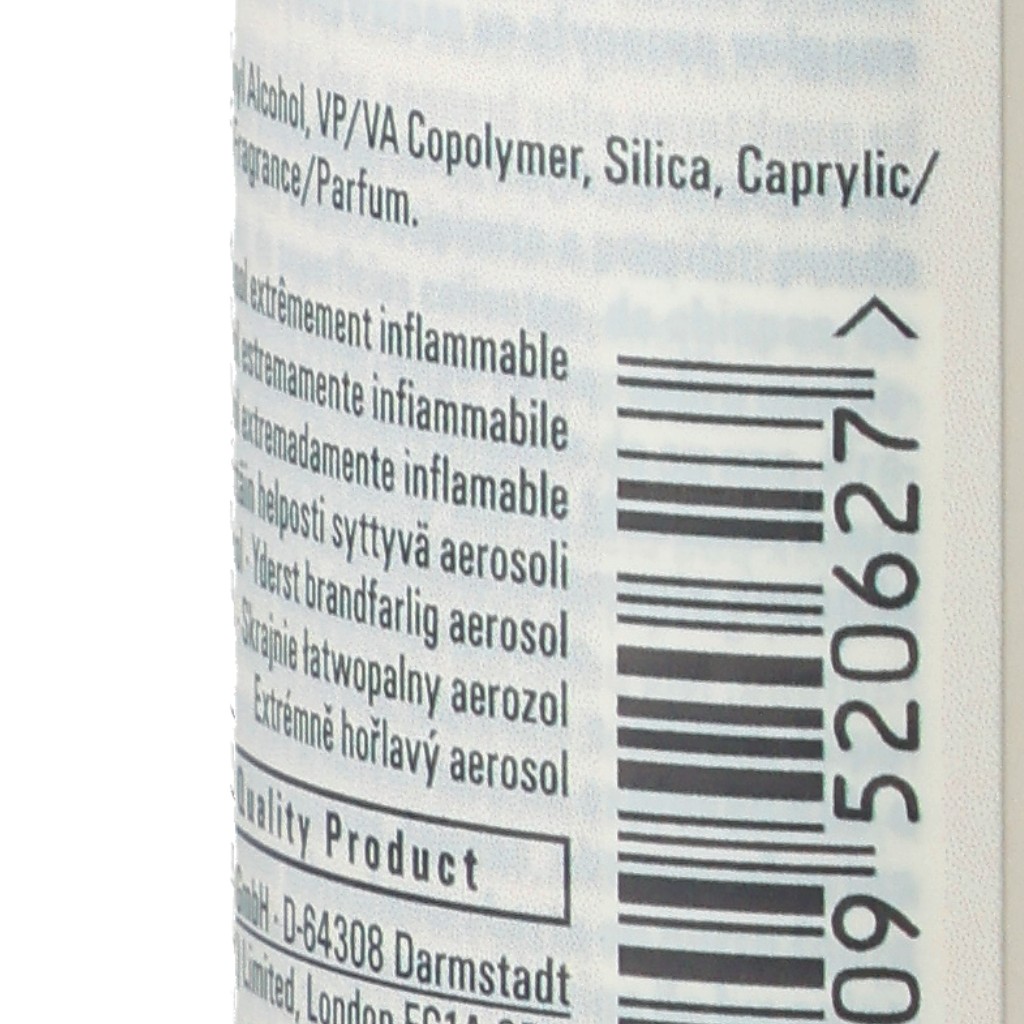 Alcohol, VP/VA Copolymer, Silica, Caprylic/
Fragrance/Parfum.
extrêmement inflammable
estremamente infiammabile
extremadamente inflamable
helposti syttyvä aerosoli
Yderst brandfarlig aerosol
Skrajnie łatwopalny aerozol
Extrémně hořlavý aerosol
Quality Product
GmbH · D-64308 Darmstadt
Limited, London
09 520627 >